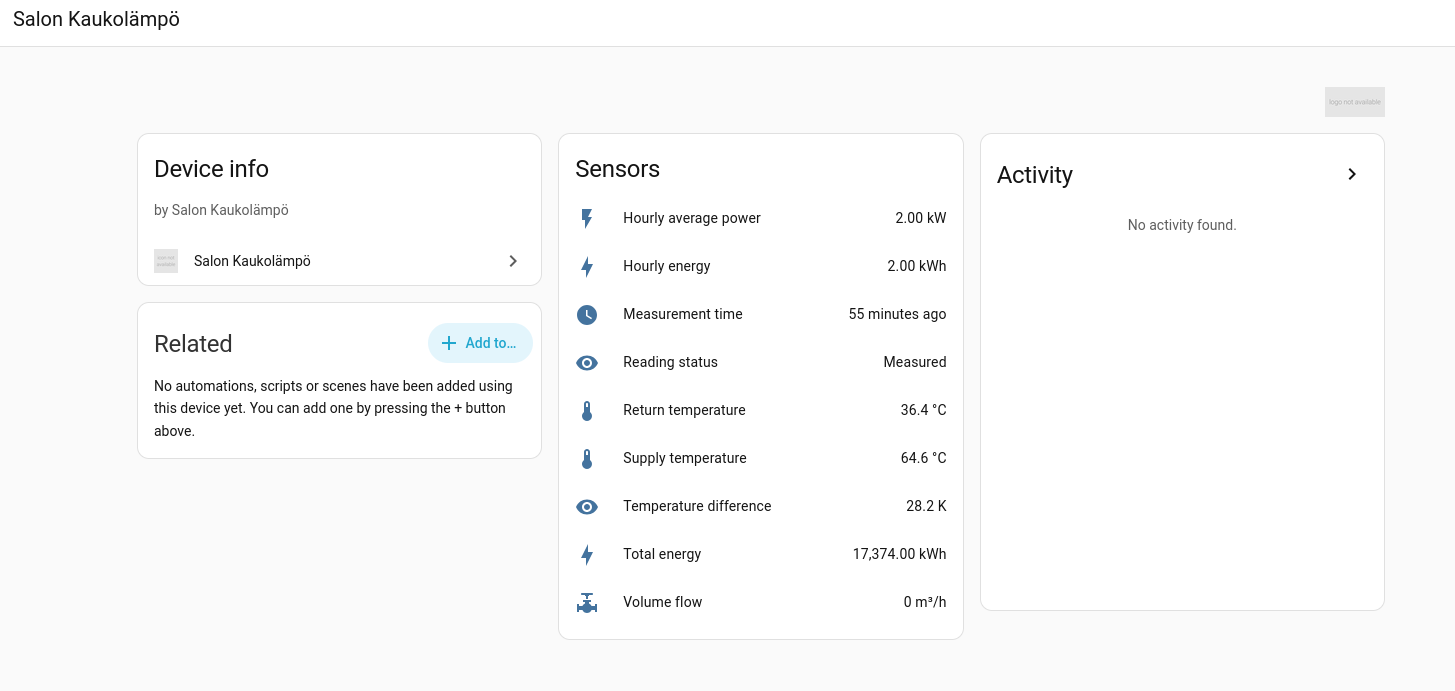 Salon Kaukolämpö
logo not available
Device info
by Salon Kaukolämpö
icon not
available
Salon Kaukolämpö
Related
Add to…
No automations, scripts or scenes have been added using
this device yet. You can add one by pressing the + button
above.
Sensors
Hourly average power 2.00 kW
Hourly energy 2.00 kWh
Measurement time 55 minutes ago
Reading status Measured
Return temperature 36.4 °C
Supply temperature 64.6 °C
Temperature difference 28.2 K
Total energy 17,374.00 kWh
Volume flow 0 m³/h
Activity
No activity found.